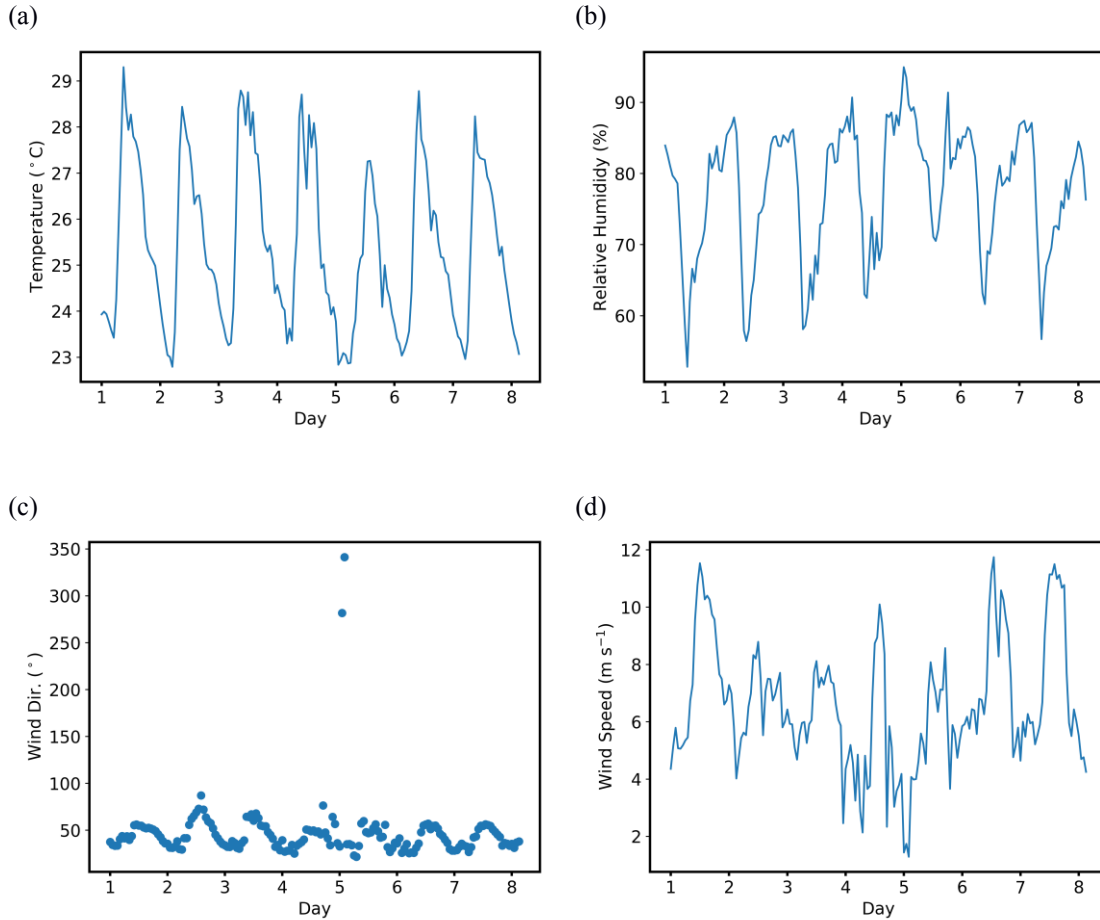 (a)
(b)
29
28
27
26
25
24
23
Temperature (°C)
1 2 3 4 5 6 7 8
Day
90
80
70
60
Relative Humididy (%)
1 2 3 4 5 6 7 8
Day
(c)
(d)
350
300
250
200
150
100
50
Wind Dir. (°)
1 2 3 4 5 6 7 8
Day
12
10
8
6
4
2
Wind Speed (m s⁻¹)
1 2 3 4 5 6 7 8
Day